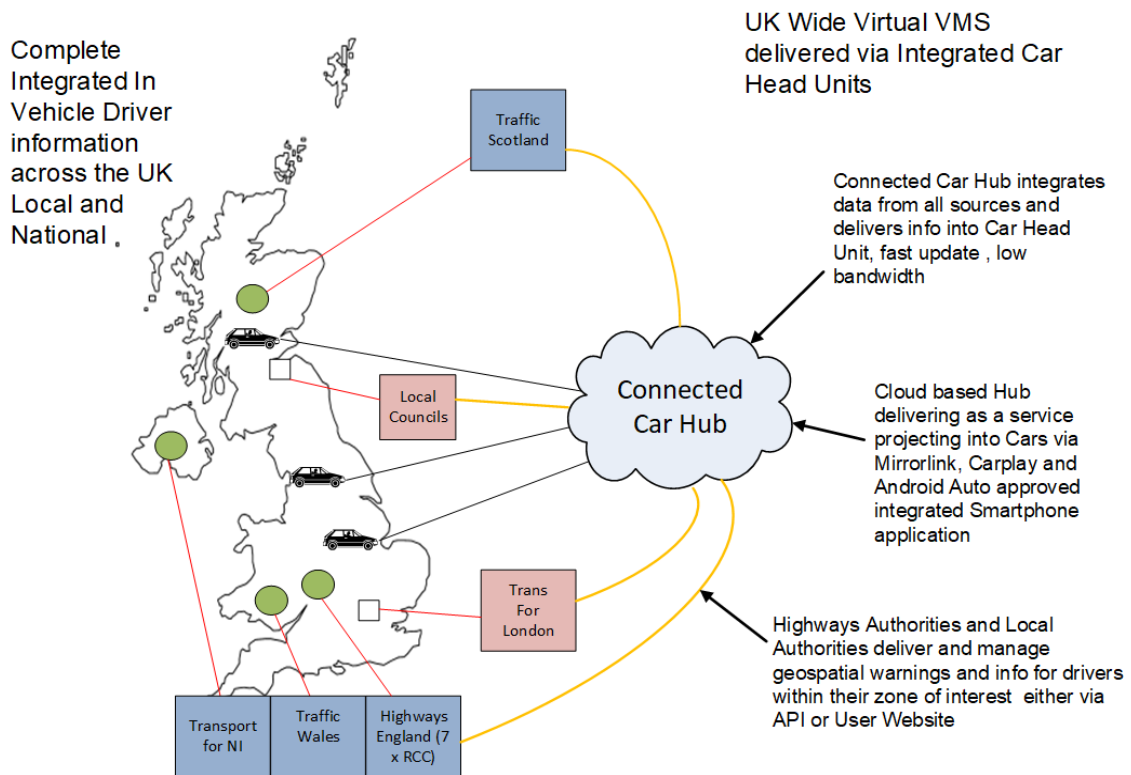 Complete
Integrated In
Vehicle Driver
information
across the UK
Local and
National .
UK Wide Virtual VMS
delivered via Integrated Car
Head Units
Traffic
Scotland
Connected Car Hub integrates
data from all sources and
delivers info into Car Head
Unit, fast update , low
bandwidth
Local
Councils
Connected
Car Hub
Cloud based Hub
delivering as a service
projecting into Cars via
Mirrorlink, Carplay and
Android Auto approved
integrated Smartphone
application
Trans
For
London
Highways Authorities and Local
Authorities deliver and manage
geospatial warnings and info for drivers
within their zone of interest either via
API or User Website
Transport
for NI
Traffic
Wales
Highways
England (7
x RCC)